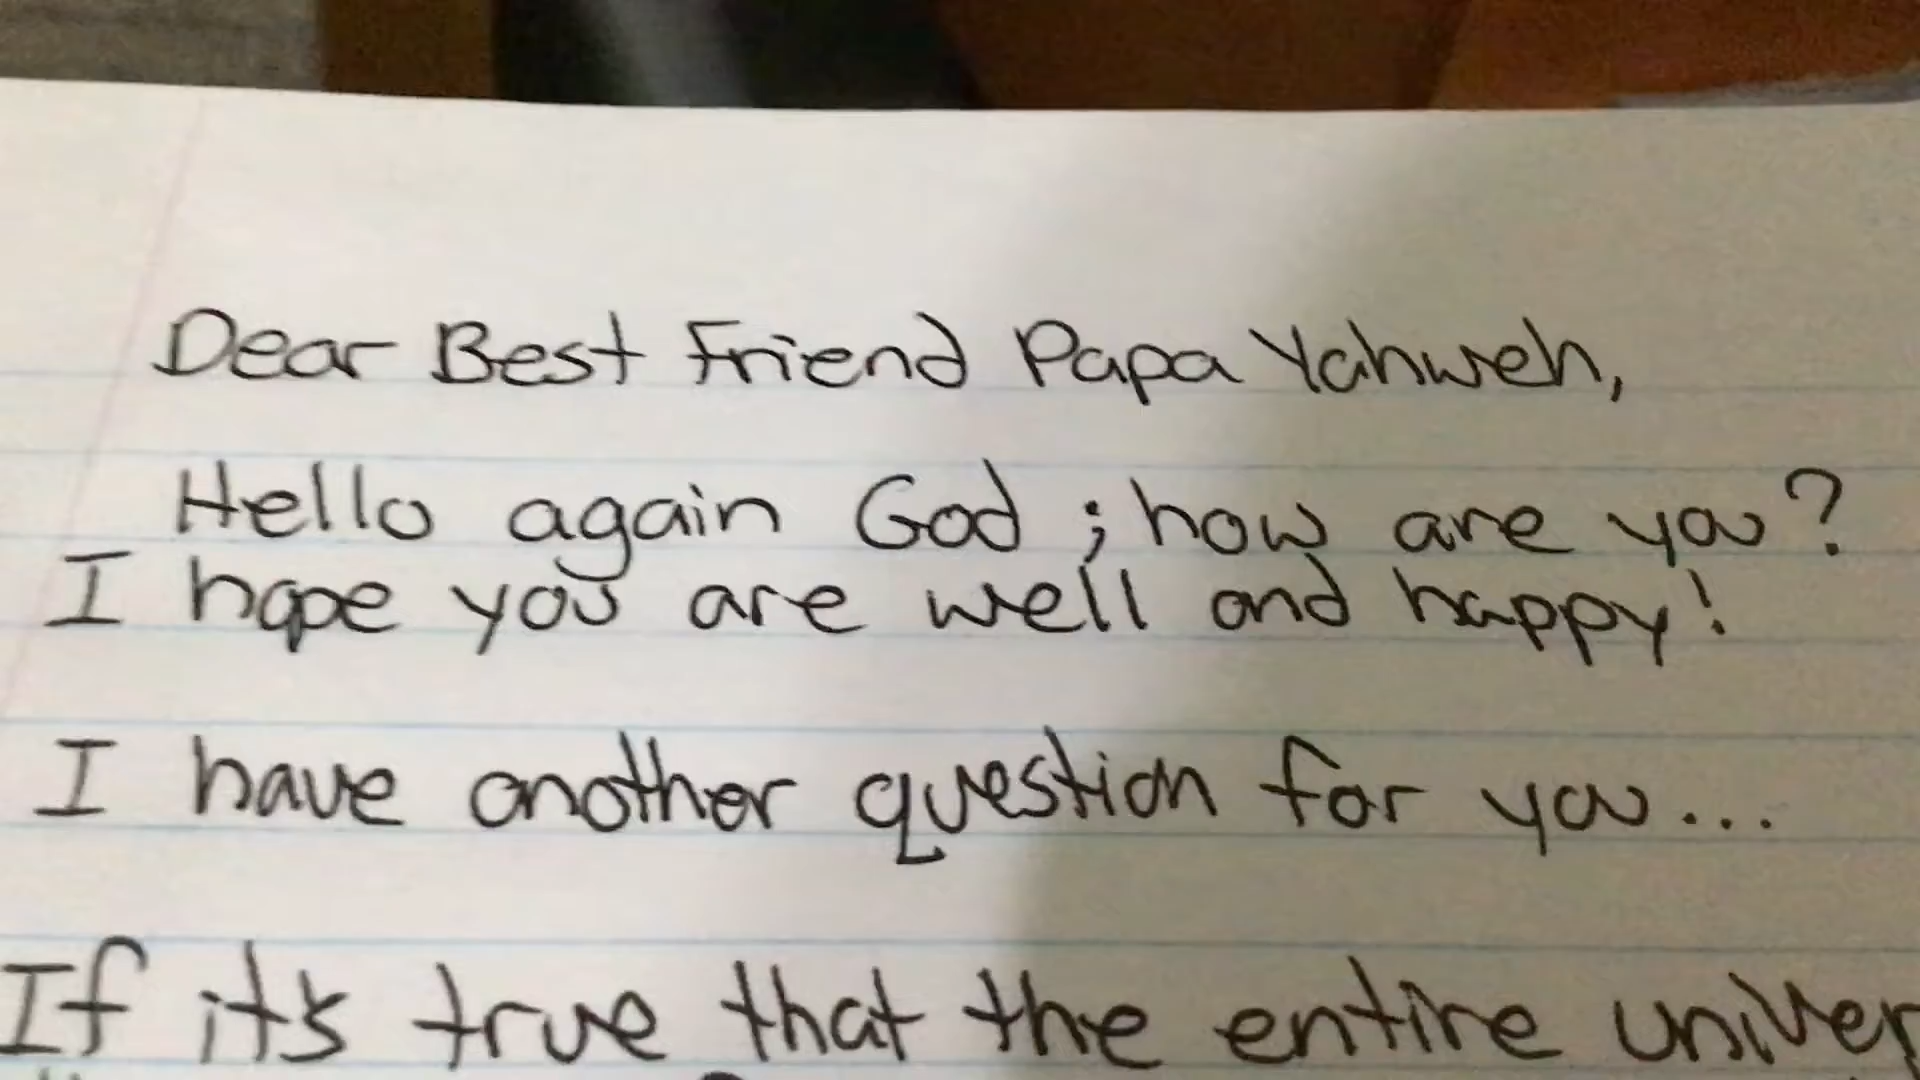 Dear Best Friend Papa Yahweh,
Hello again God ; how are you?
I hope you are well and happy!
I have another question for you...
If it's true that the entire univer